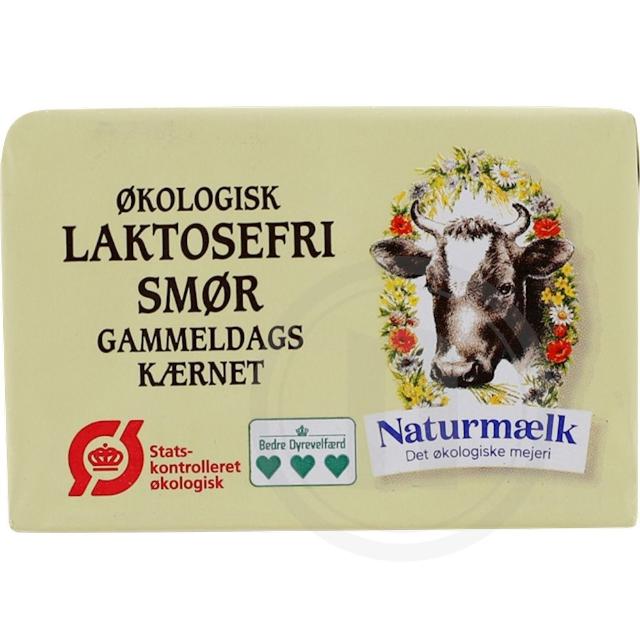 ØKOLOGISK
LAKTOSEFRI
SMØR
GAMMELDAGS
KÆRNET
Stats-
kontrolleret
økologisk
Bedre Dyrevelfærd
Naturmælk
Det økologiske mejeri